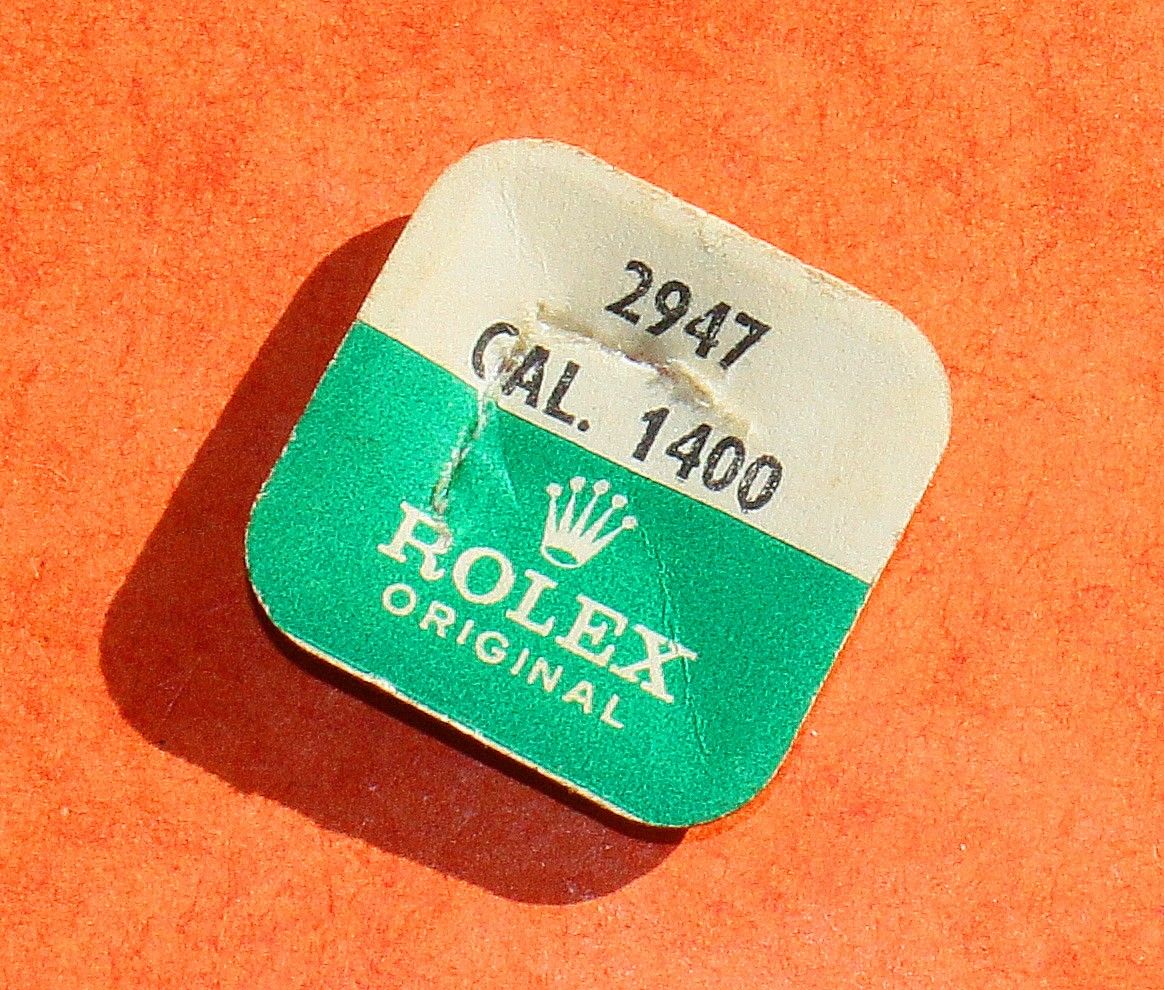 2947
CAL. 1400
ROLEX
ORIGINAL